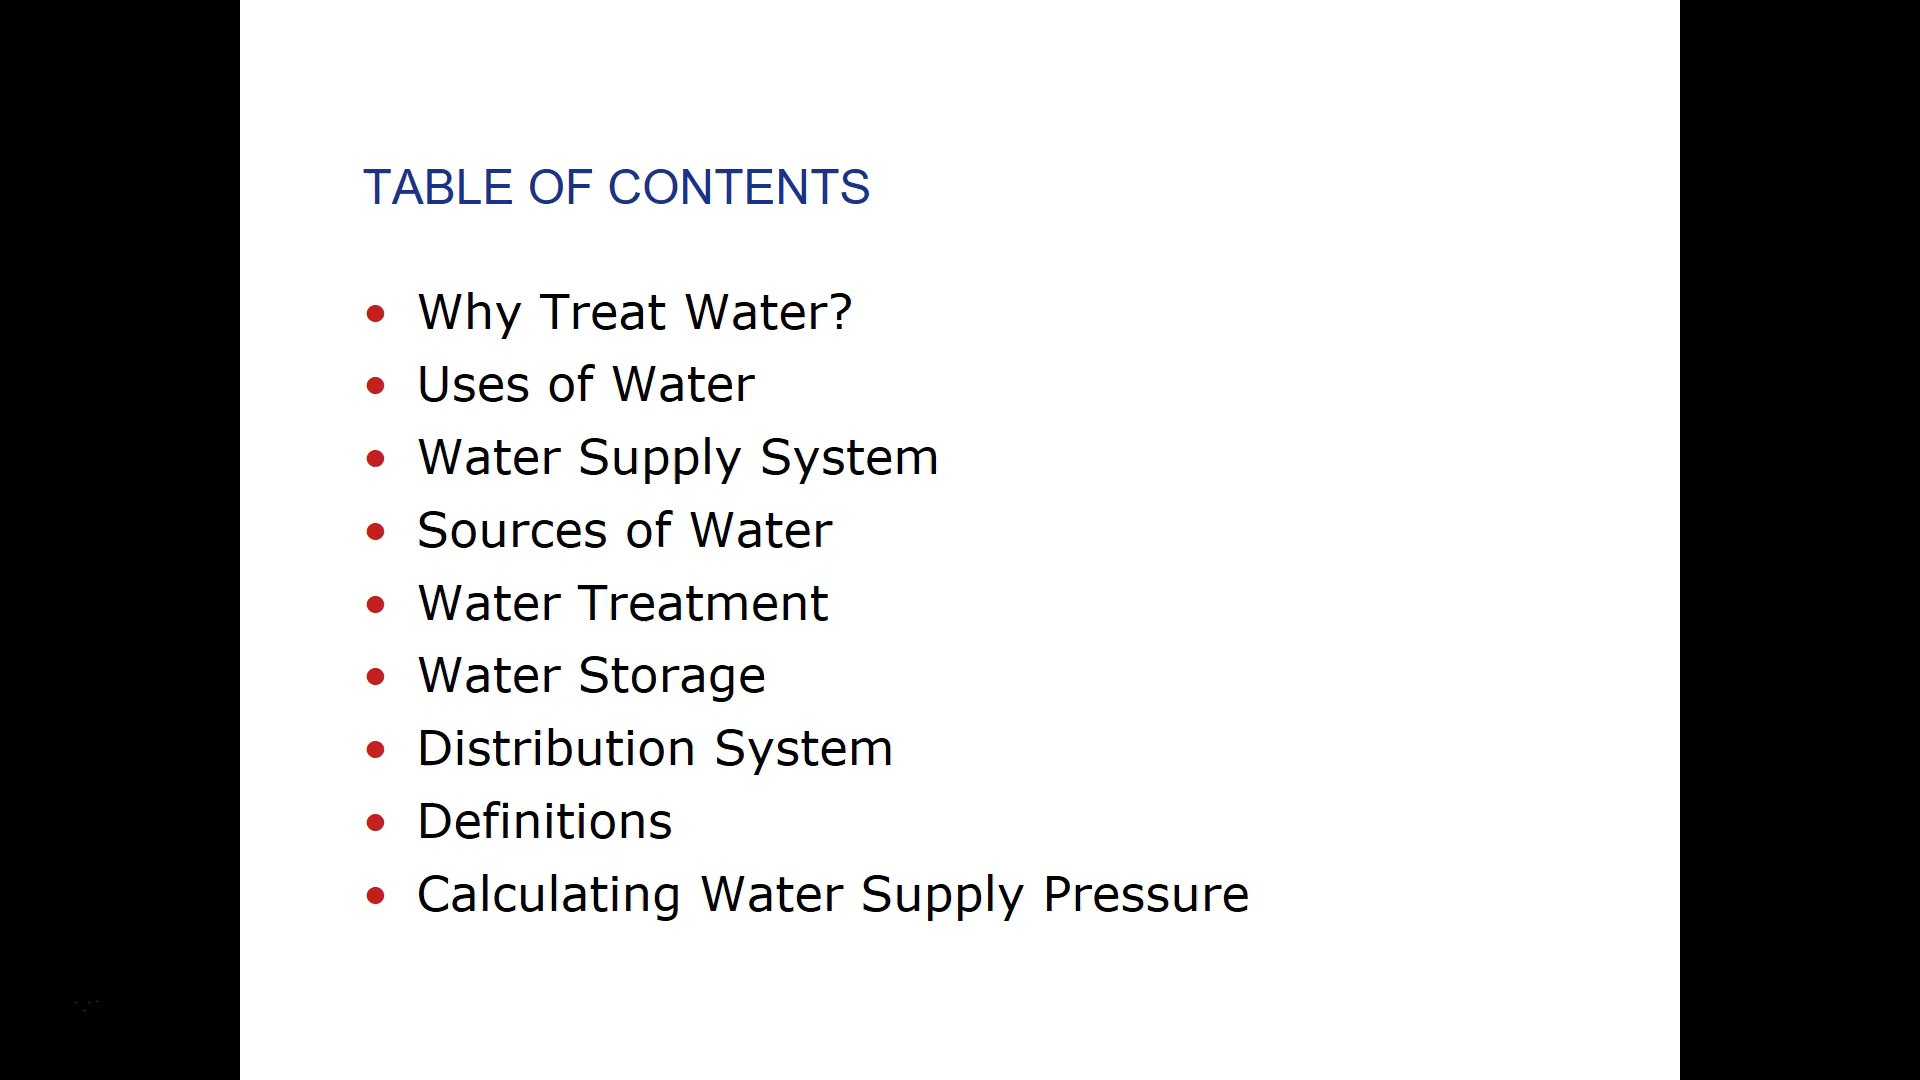 TABLE OF CONTENTS
• Why Treat Water?
• Uses of Water
• Water Supply System
• Sources of Water
• Water Treatment
• Water Storage
• Distribution System
• Definitions
• Calculating Water Supply Pressure